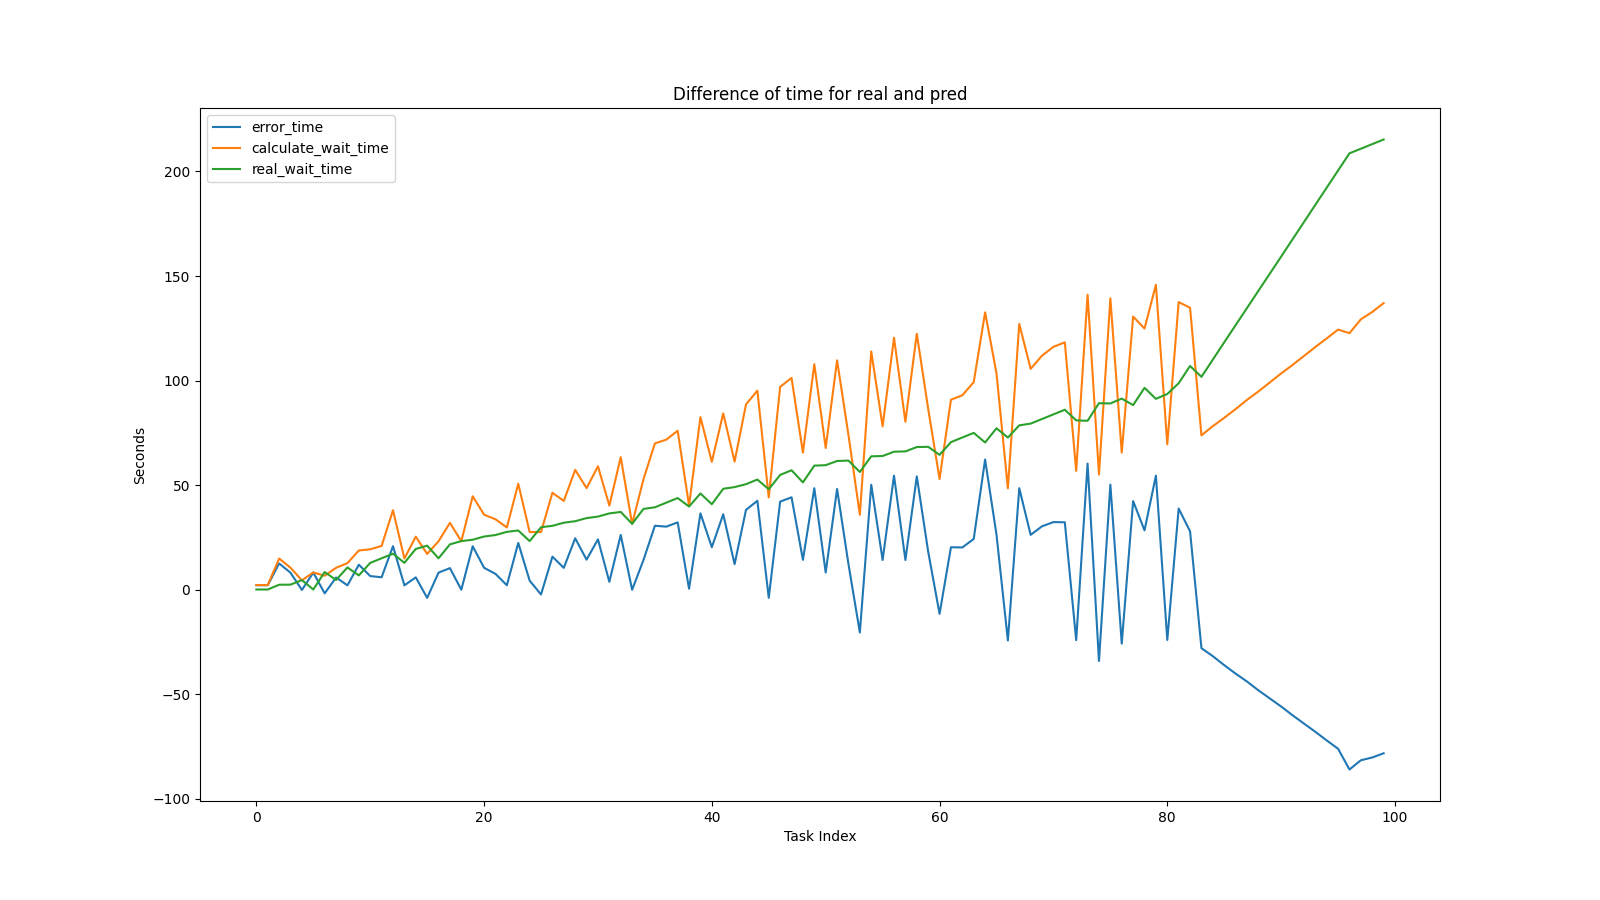 Difference of time for real and pred
error_time
calculate_wait_time
real_wait_time
200
150
100
50
0
−50
−100
Seconds
0 20 40 60 80 100
Task Index